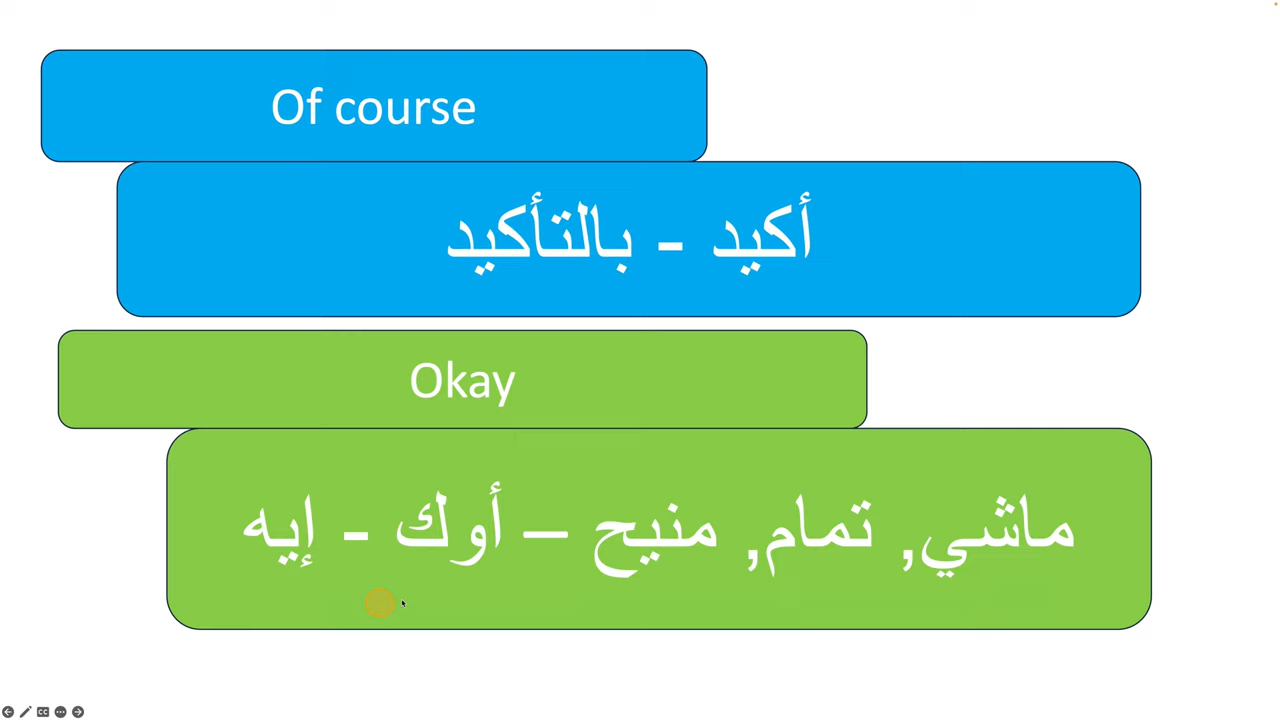 Of course
أكيد - بالتأكيد
Okay
ماشي, تمام, منيح – أوك - إيه